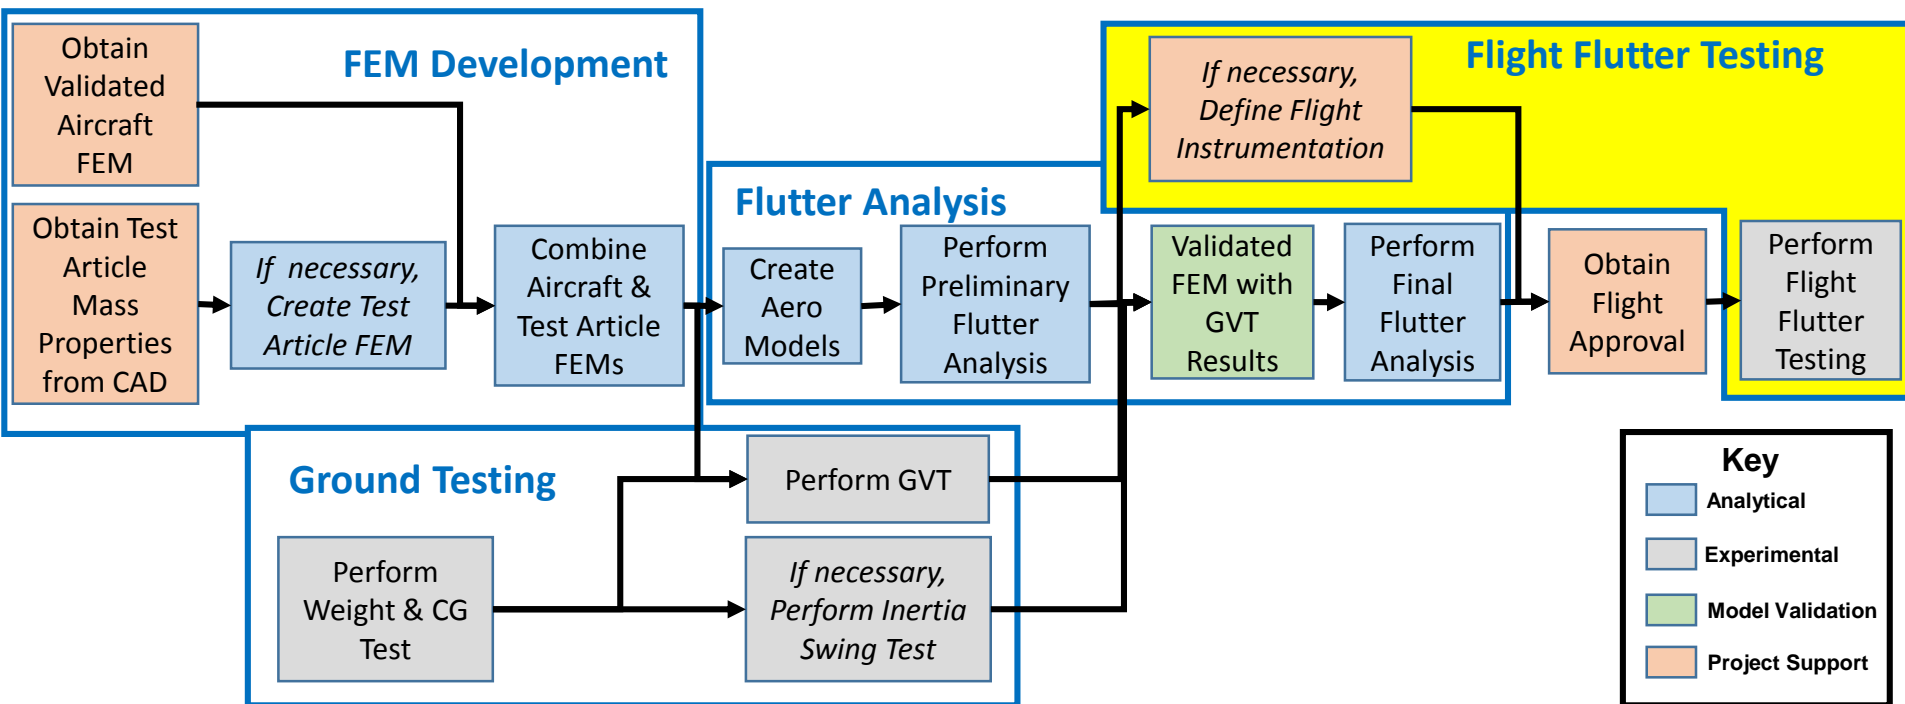 FEM Development
Obtain
Validated
Aircraft
FEM
Obtain Test
Article
Mass
Properties
from CAD
If necessary,
Create Test
Article FEM
Combine
Aircraft &
Test Article
FEMs
Flutter Analysis
Create
Aero
Models
Perform
Preliminary
Flutter
Analysis
Validated
FEM with
GVT
Results
Perform
Final
Flutter
Analysis
Flight Flutter Testing
If necessary,
Define Flight
Instrumentation
Obtain
Flight
Approval
Perform
Flight
Flutter
Testing
Ground Testing
Perform
Weight & CG
Test
Perform GVT
If necessary,
Perform Inertia
Swing Test
Key
Analytical
Experimental
Model Validation
Project Support